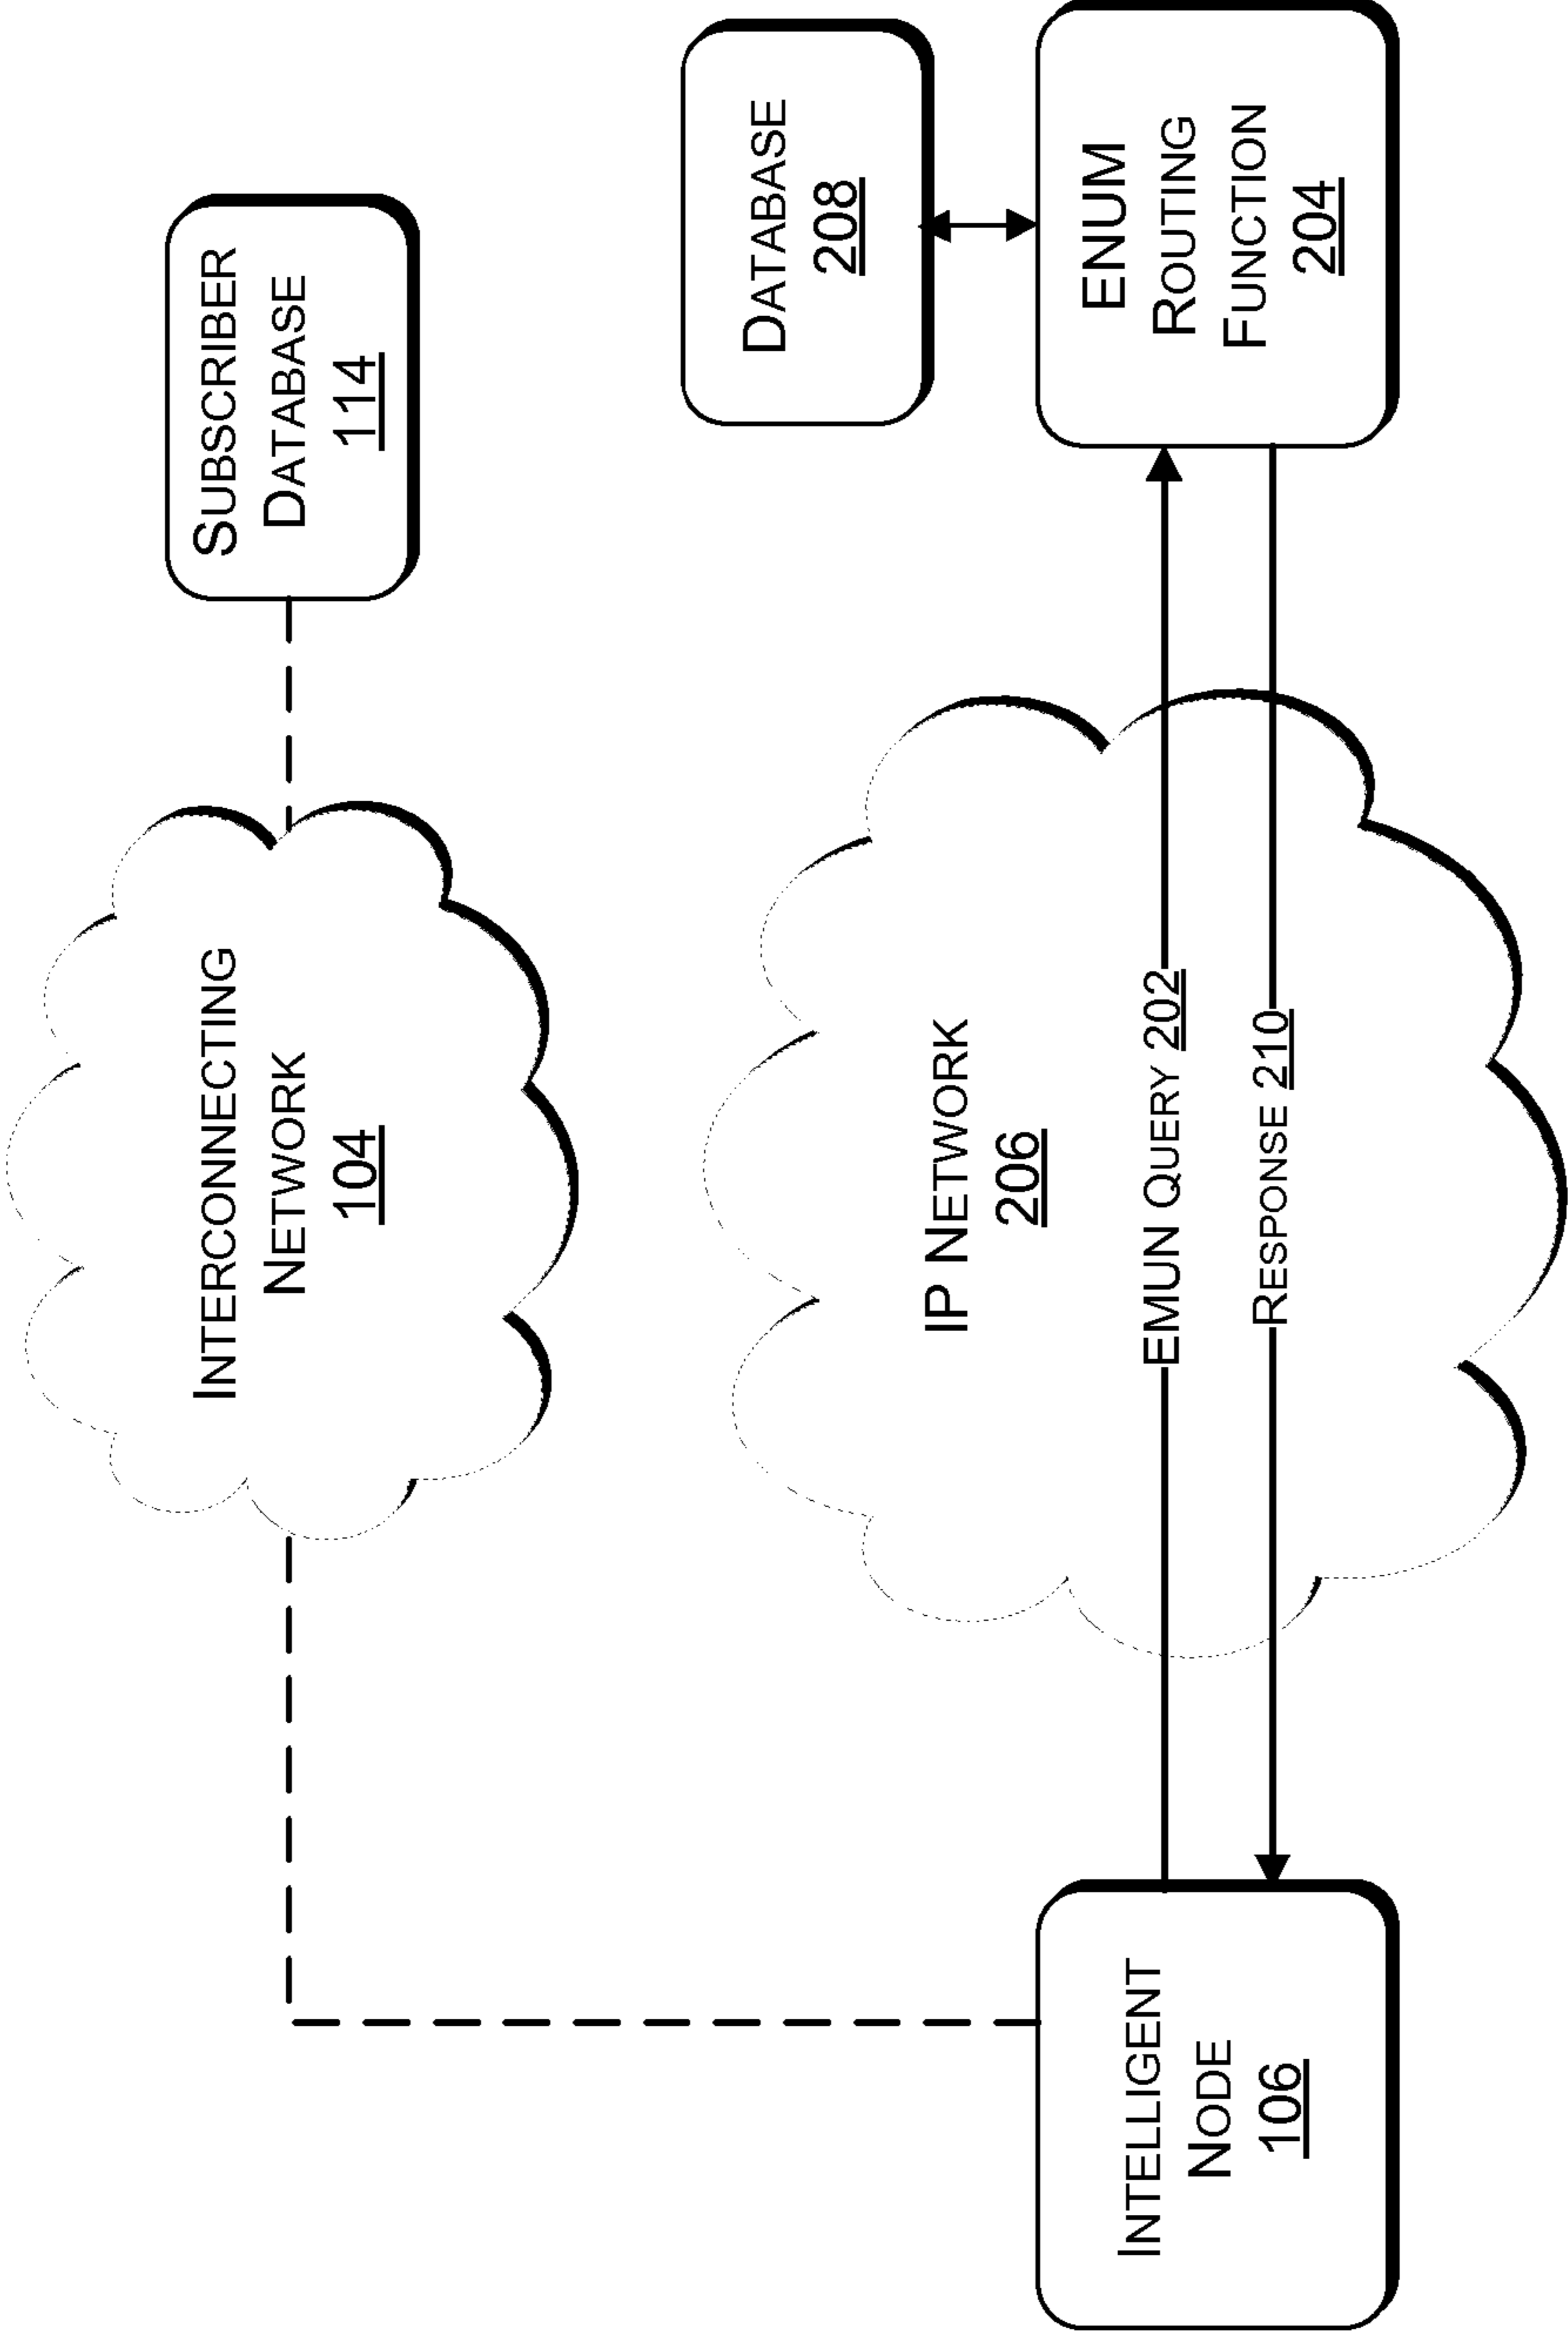 SUBSCRIBER
DATABASE
114
INTERCONNECTING
NETWORK
104
DATABASE
208
IP NETWORK
206
ENUM
ROUTING
FUNCTION
204
EMUN QUERY 202
RESPONSE 210
INTELLIGENT
NODE
106